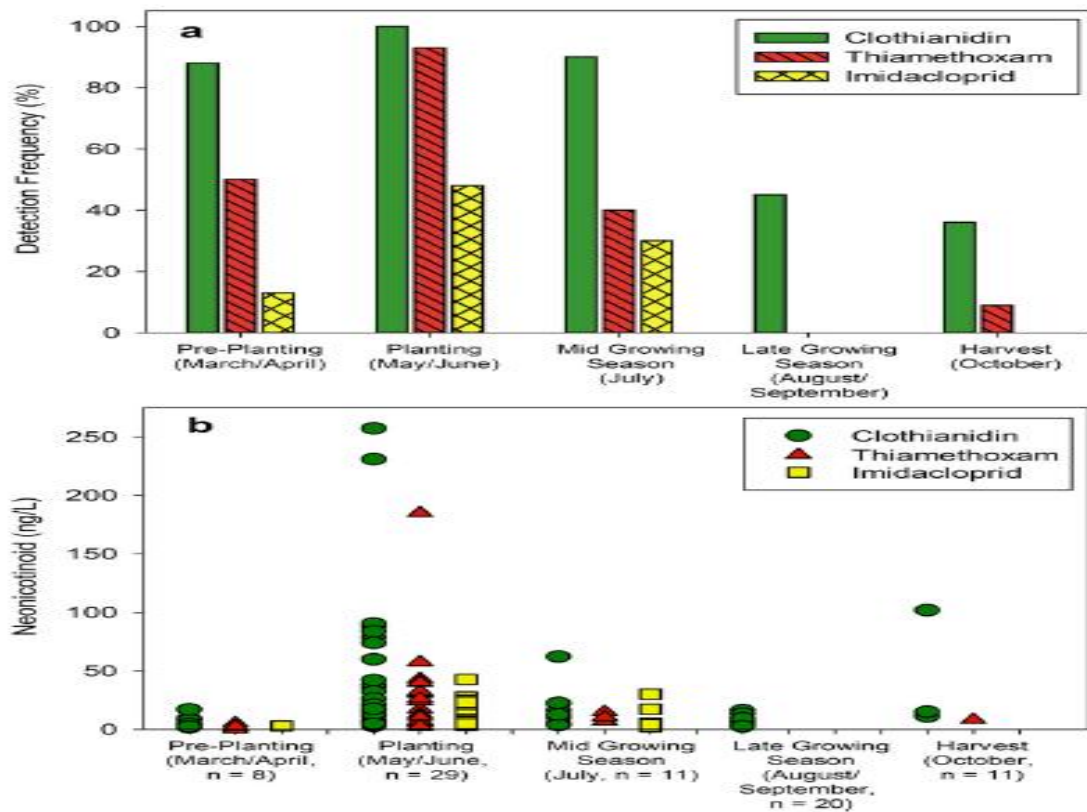 a
Clothianidin
Thiamethoxam
Imidacloprid
Detection Frequency (%)
100
80
60
40
20
0
Pre-Planting
(March/April)
Planting
(May/June)
Mid Growing
Season
(July)
Late Growing
Season
(August/
September)
Harvest
(October)
b
Clothianidin
Thiamethoxam
Imidacloprid
Neonicotinoid (ng/L)
250
200
150
100
50
0
Pre-Planting
(March/April,
n = 8)
Planting
(May/June,
n = 29)
Mid Growing
Season
(July, n = 11)
Late Growing
Season
(August/
September,
n = 20)
Harvest
(October,
n = 11)